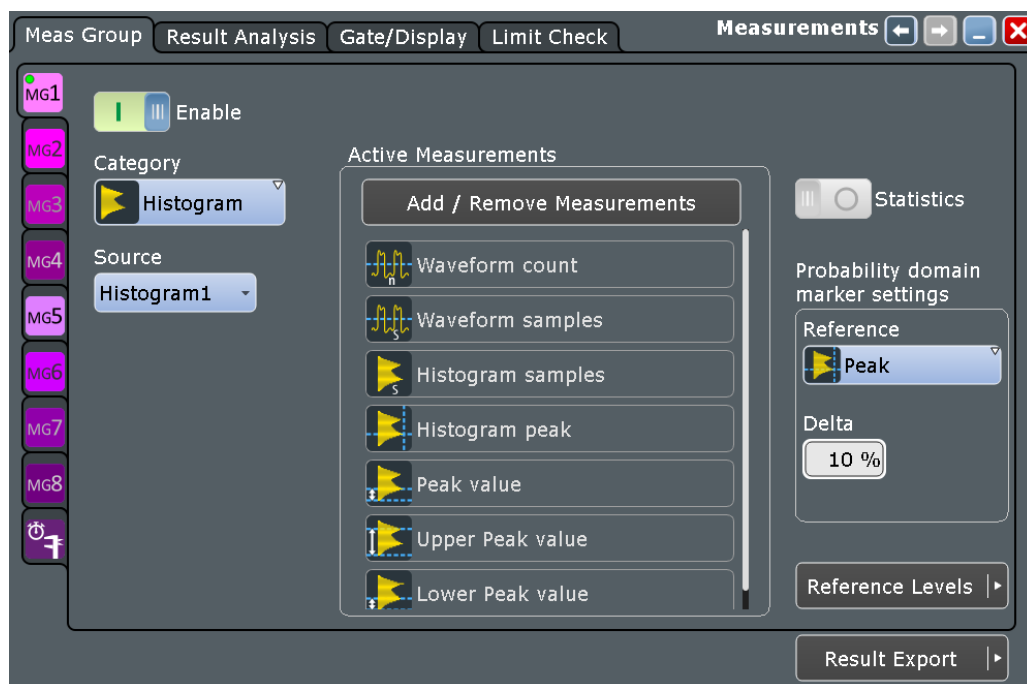 Meas Group Result Analysis Gate/Display Limit Check Measurements
MG1
MG2
MG3
MG4
MG5
MG6
MG7
MG8
Enable
Category
Histogram
Source
Histogram1
Active Measurements
Add / Remove Measurements
n Waveform count
s Waveform samples
s Histogram samples
Histogram peak
Peak value
Upper Peak value
Lower Peak value
Statistics
Probability domain
marker settings
Reference
Peak
Delta
10 %
Reference Levels
Result Export